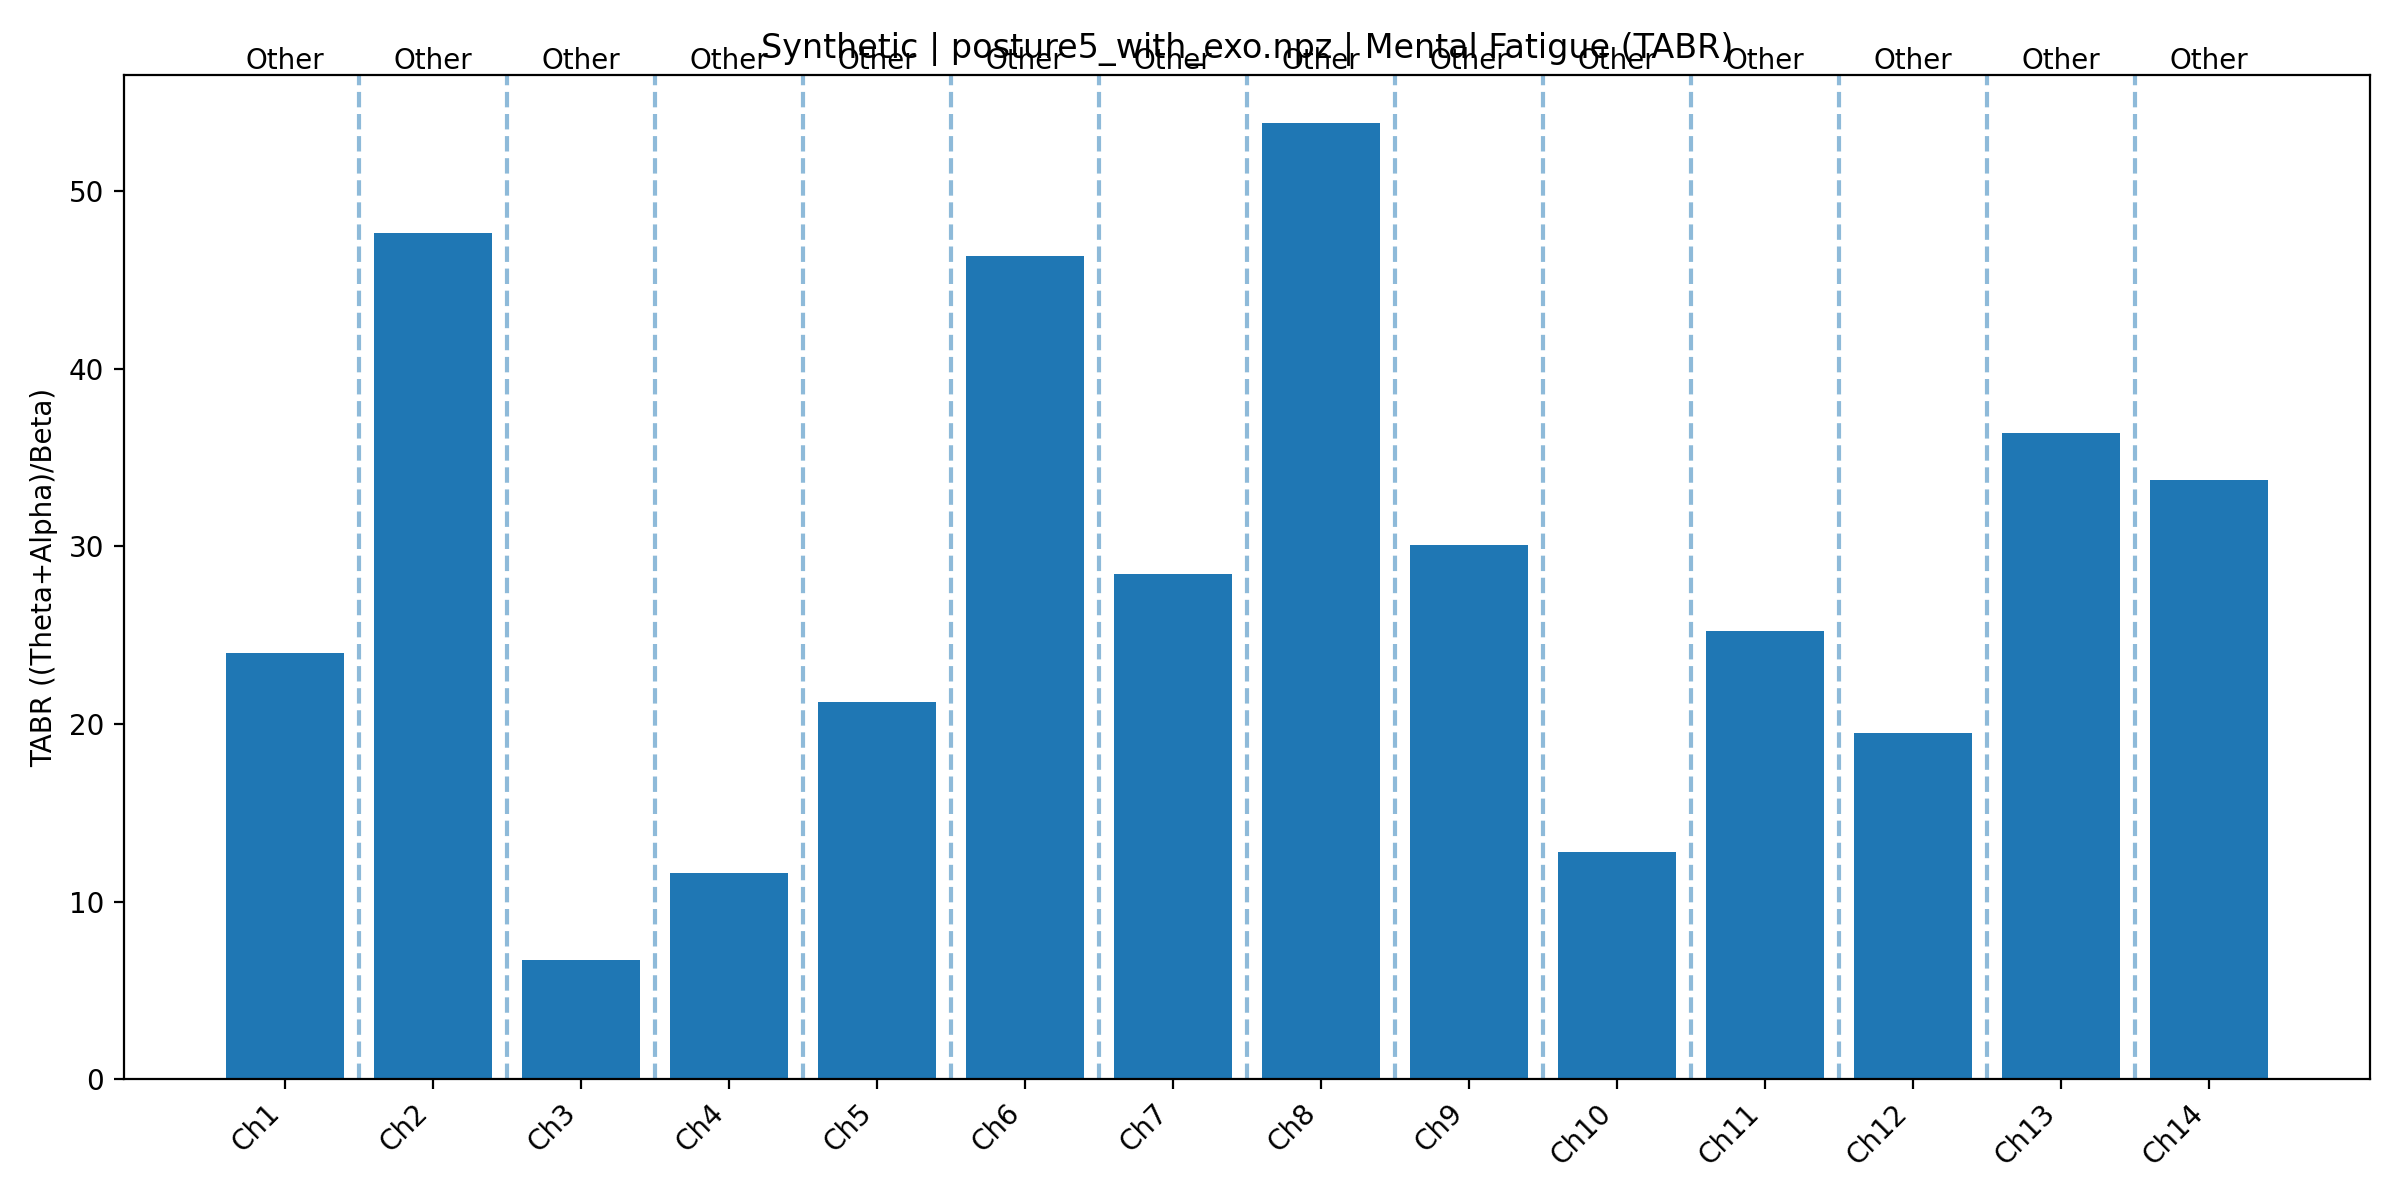 Synthetic | posture5_with_exo.npz | Mental Fatigue (TABR)
Other Other Other Other Other Other Other Other Other Other Other Other Other Other
TABR ((Theta+Alpha)/Beta)
50
40
30
20
10
0
Ch1 Ch2 Ch3 Ch4 Ch5 Ch6 Ch7 Ch8 Ch9 Ch10 Ch11 Ch12 Ch13 Ch14